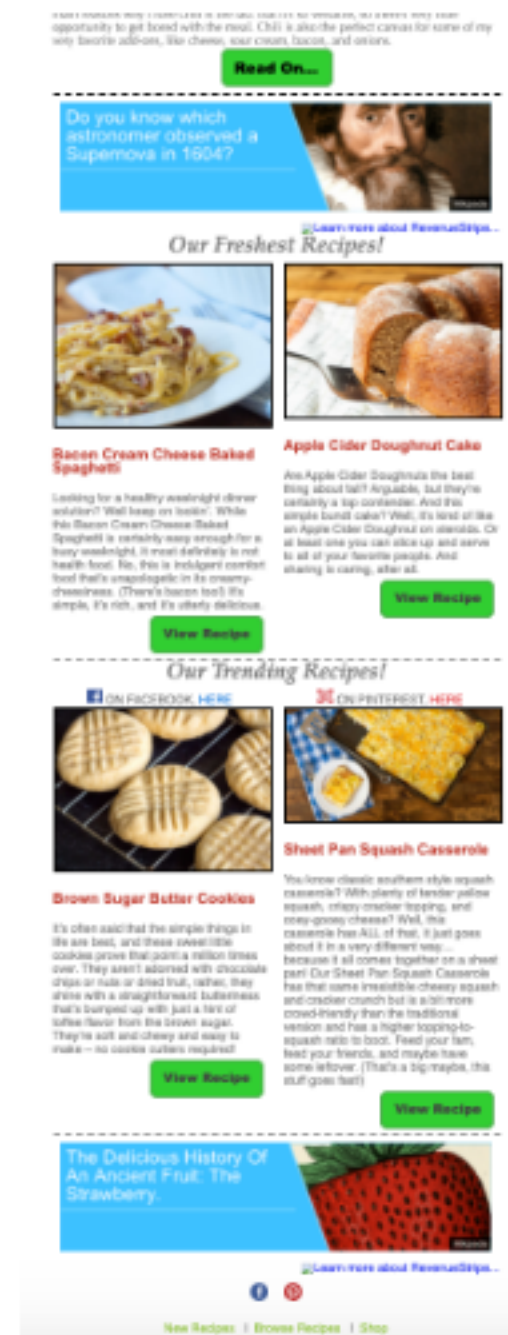 opportunity to get bored with the meal. Chili is also the perfect canvas for some of my
very favorite add-ons, like cheese, sour cream, bacon, and onions.
Read On...
Do you know which
astronomer observed a
Supernova in 1604?
Learn more about RevenueStripe...
Our Freshest Recipes!
Bacon Cream Cheese Baked
Spaghetti
Looking for a healthy weeknight dinner
solution? Well keep on lookin'. While
this Bacon Cream Cheese Baked
Spaghetti is certainly easy enough for a
busy weeknight, it most definitely is not
health food. No, this is indulgent comfort
food that's unapologetic in its creamy-
cheesiness. (There's bacon too!) It's
simple, it's rich, and it's utterly delicious.
View Recipe
Apple Cider Doughnut Cake
Are Apple Cider Doughnuts the best
thing about fall? Arguable, but they're
certainly a top contender. And this
simple bundt cake? Well, it's kind of like
an Apple Cider Doughnut on steroids. Or
at least one you can slice up and serve
to all of your favorite people. And
sharing is caring, after all.
View Recipe
Our Trending Recipes!
ON FACEBOOK, HERE
Brown Sugar Butter Cookies
It's often said that the simple things in
life are best, and these sweet little
cookies prove that point a million times
over. They aren't adorned with chocolate
chips or nuts or dried fruit, rather, they
shine with a straightforward butteriness
that's bumped up with just a hint of
toffee flavor from the brown sugar.
They're soft and chewy and easy to
make – no cookie cutters required!
View Recipe
ON PINTEREST, HERE
Sheet Pan Squash Casserole
You know classic southern style squash
casserole? With plenty of tender yellow
squash, crispy cracker topping, and
ooey-gooey cheese? Well, this
casserole has ALL of that, it just goes
about it in a very different way...
because it all comes together on a sheet
pan! Our Sheet Pan Squash Casserole
has that same irresistible cheesy squash
and cracker crunch but is a bit more
crowd-friendly than the traditional
version and has a higher topping-to-
squash ratio to boot. Feed your fam,
feed your friends, and maybe have
some leftover. (That's a big maybe, this
stuff goes fast!)
View Recipe
The Delicious History Of
An Ancient Fruit: The
Strawberry.
Learn more about RevenueStripe...
New Recipes | Browse Recipes | Shop